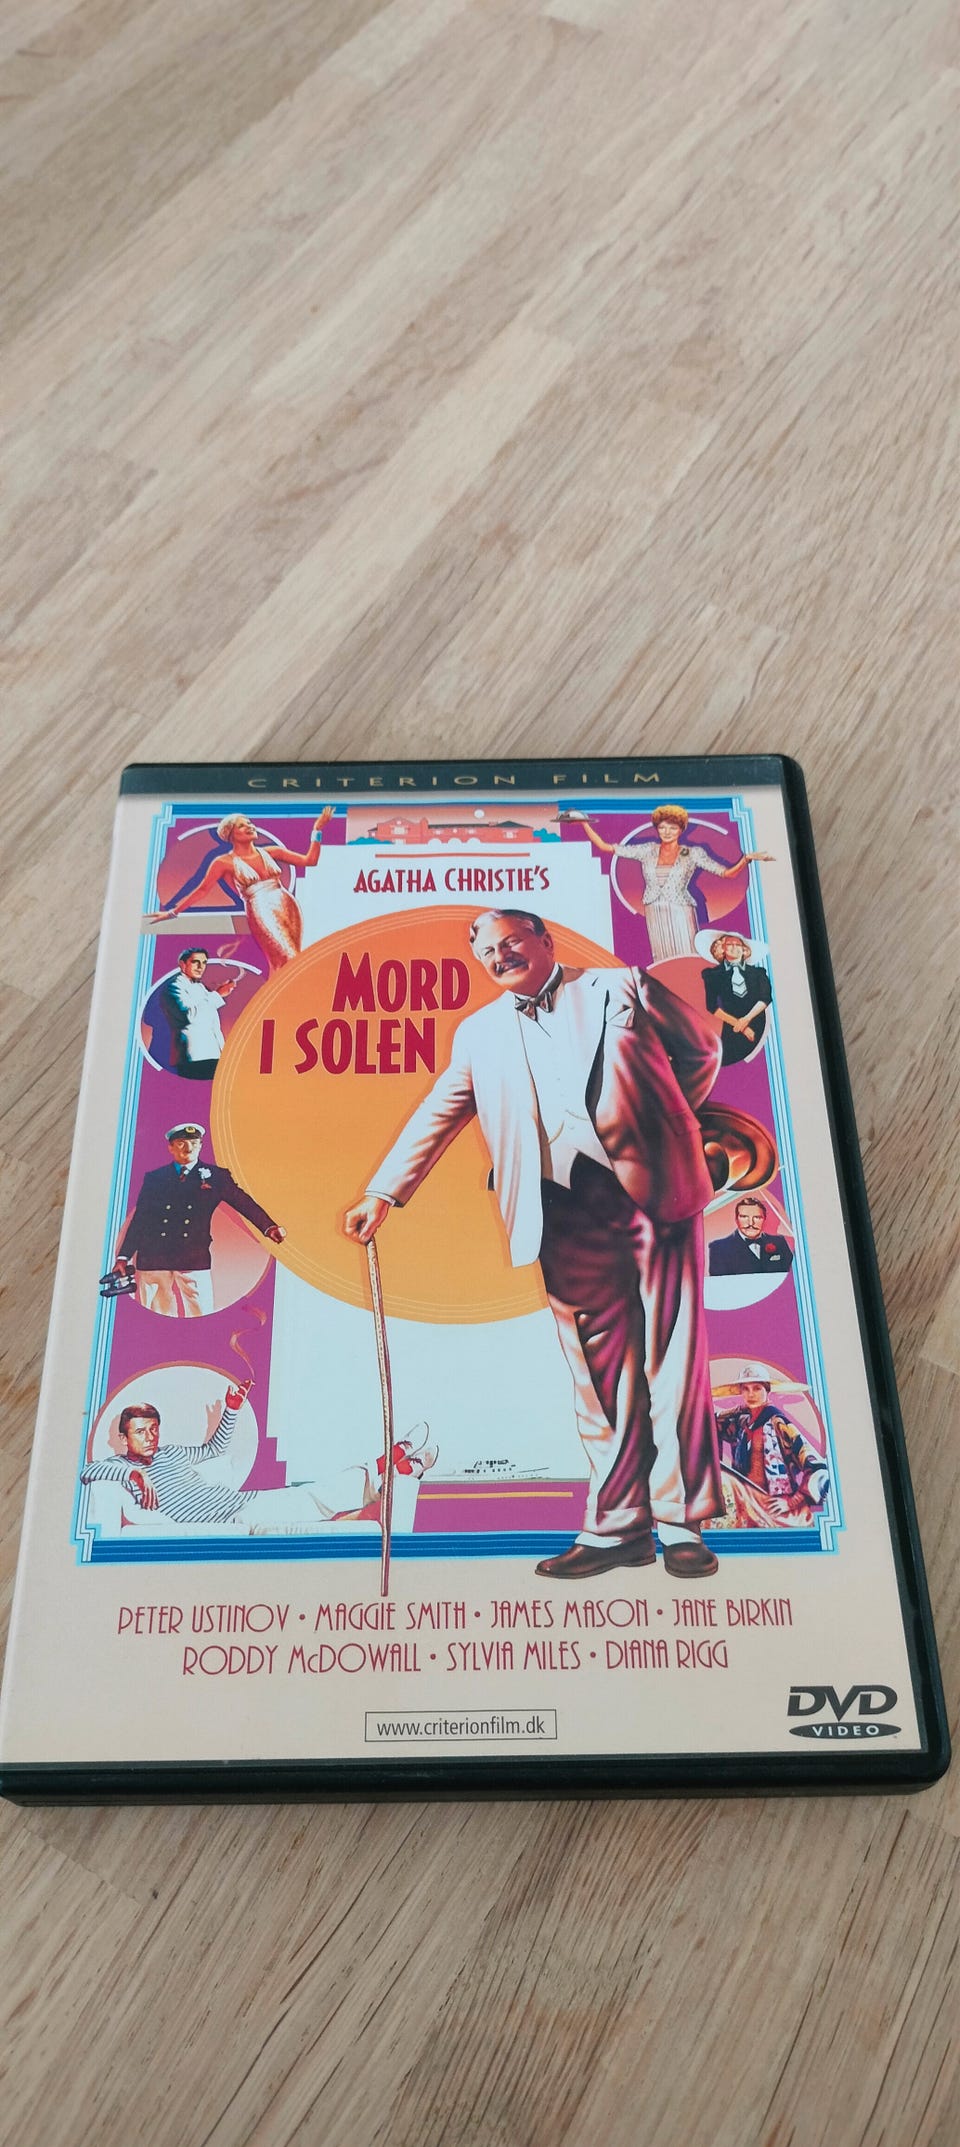 CRITERION FILM
AGATHA CHRISTIE'S
MORD
I SOLEN
PETER USTINOV • MAGGIE SMITH • JAMES MASON • JANE BIRKIN
RODDY McDOWALL • SYLVIA MILES • DIANA RIGG
www.criterionfilm.dk
DVD
VIDEO